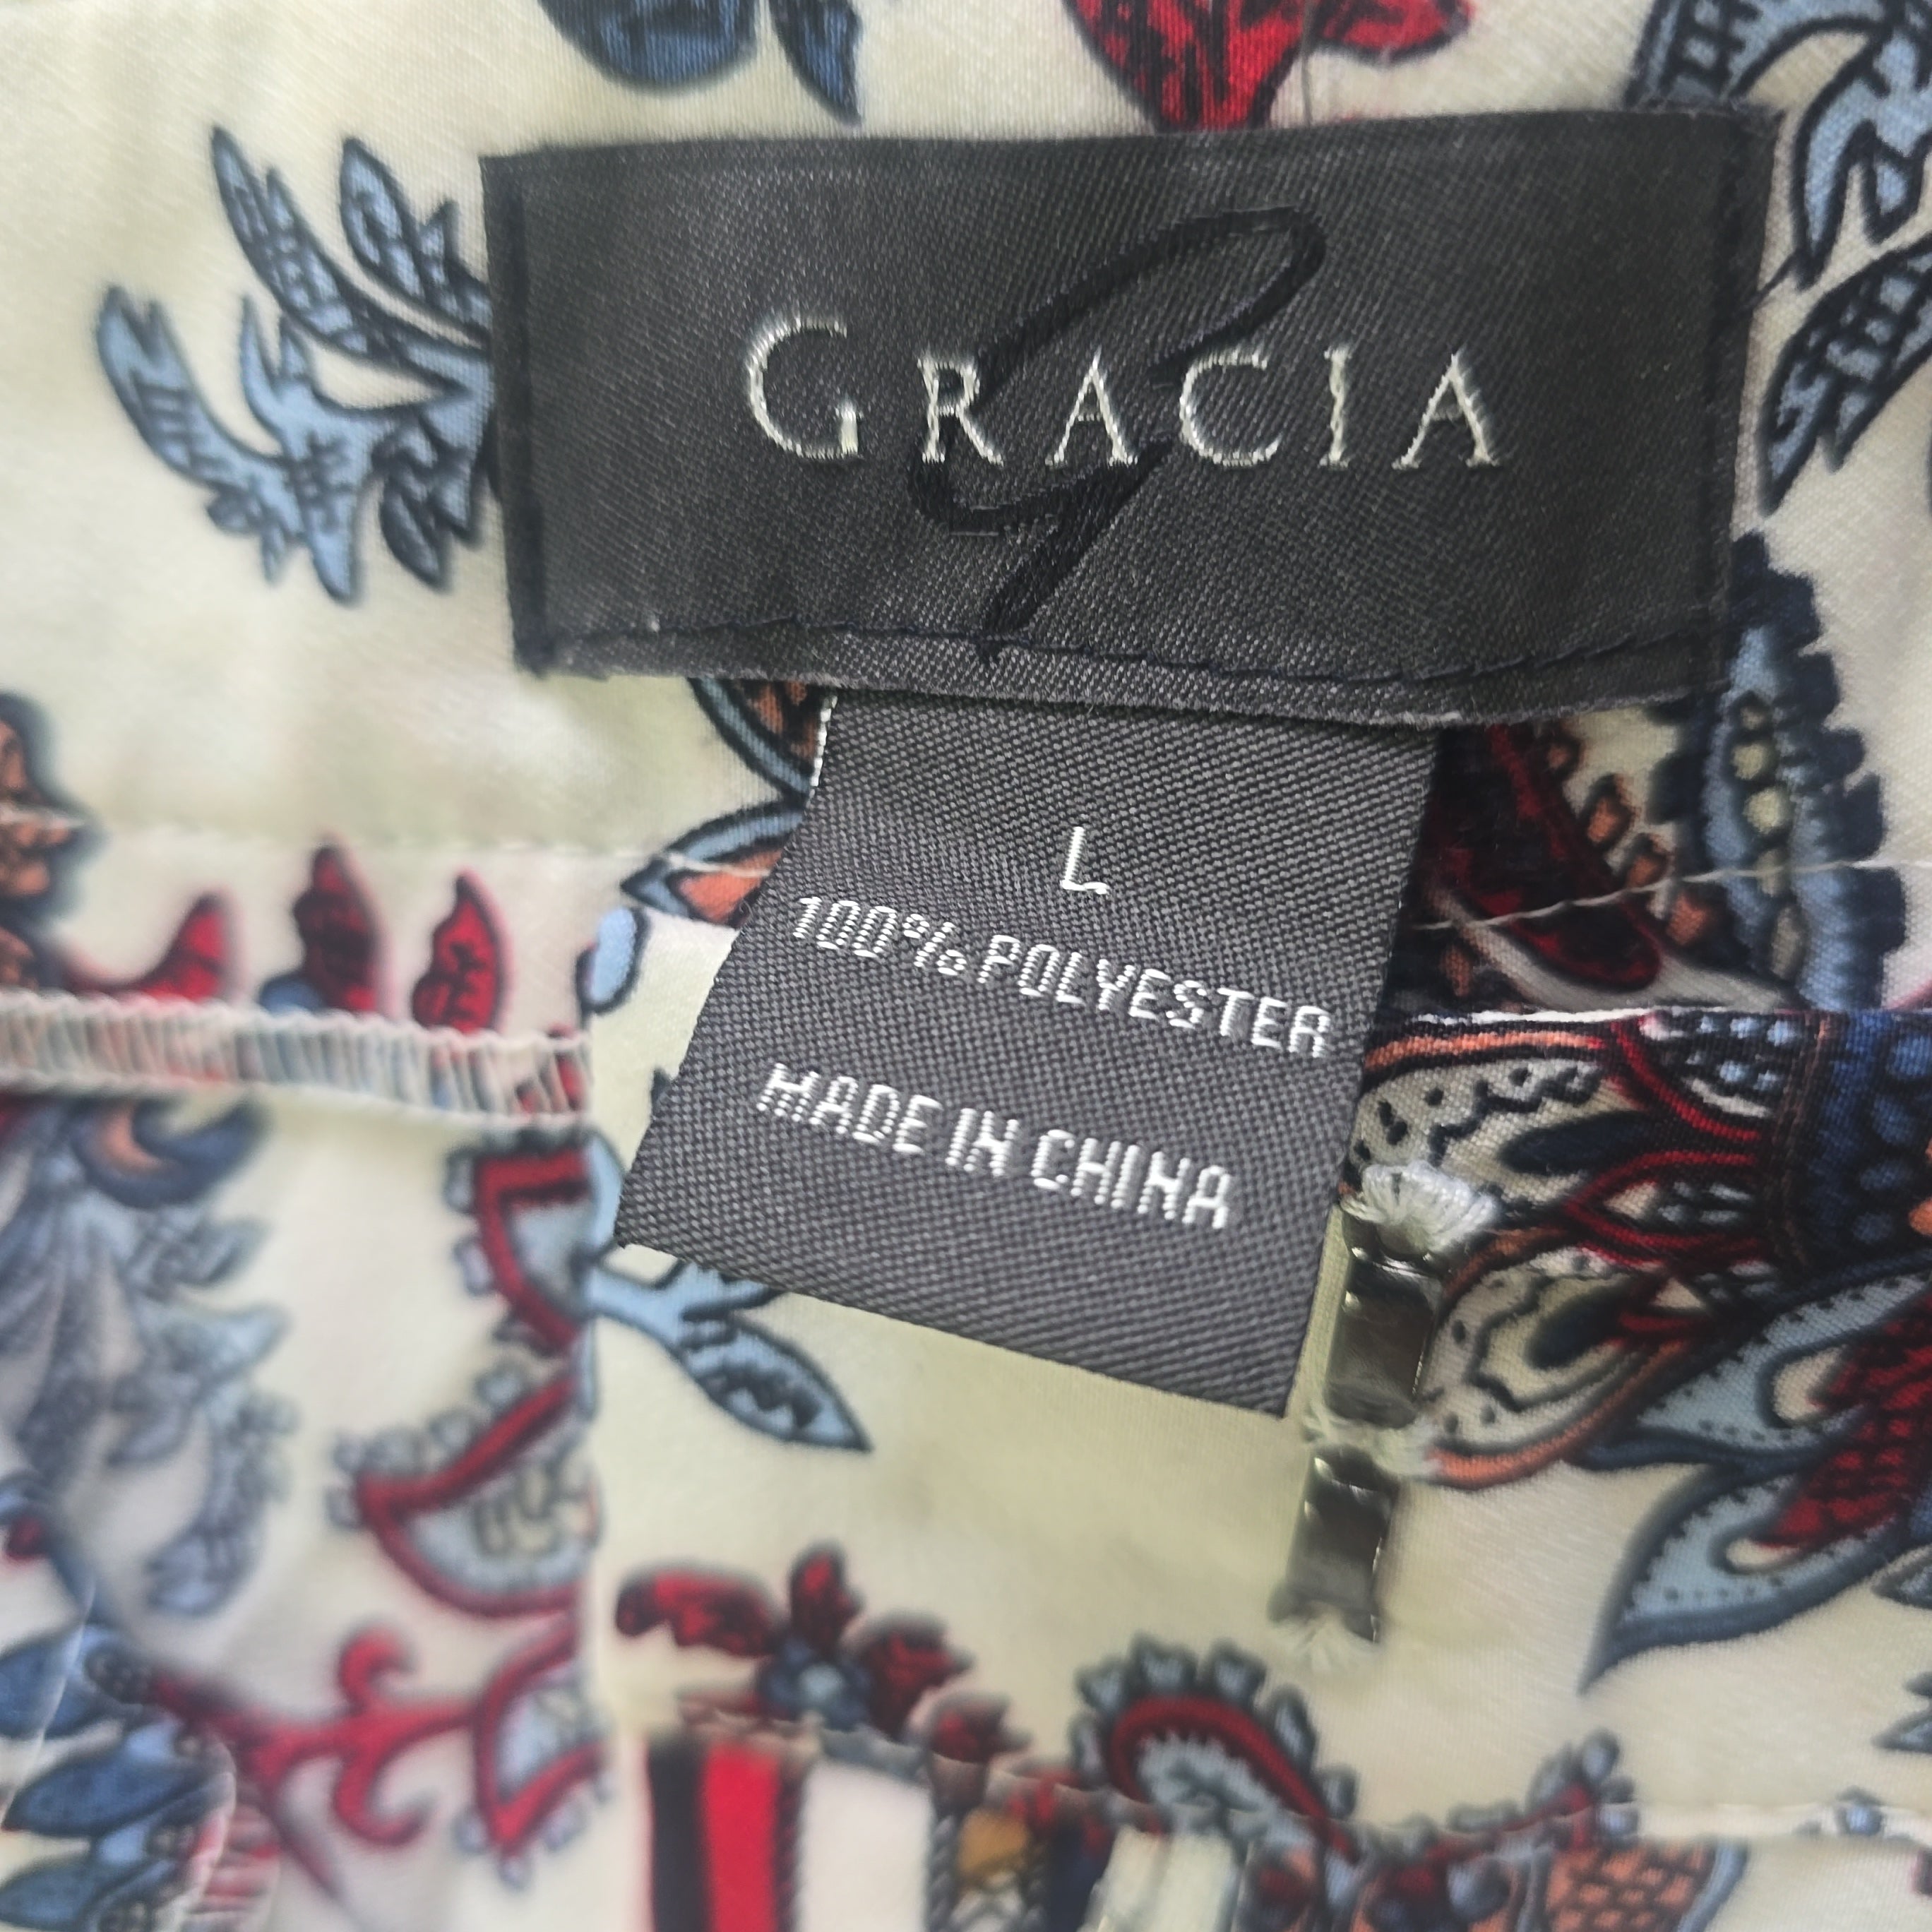 GRACIA
L
100% POLYESTER
MADE IN CHINA